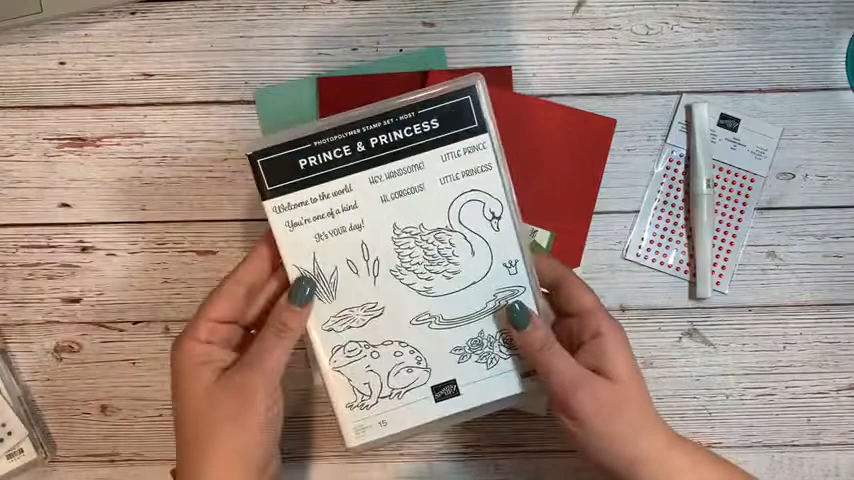 PHOTOPOLYMER STAMP SET • HOST
PRINCE & PRINCESS
Welcome to the world
HEY, HANDSOME!
LITTLE PRINCE
You're one of a kind
HI, GORGEOUS!
LITTLE PRINCESS
It's YOUR day!
15